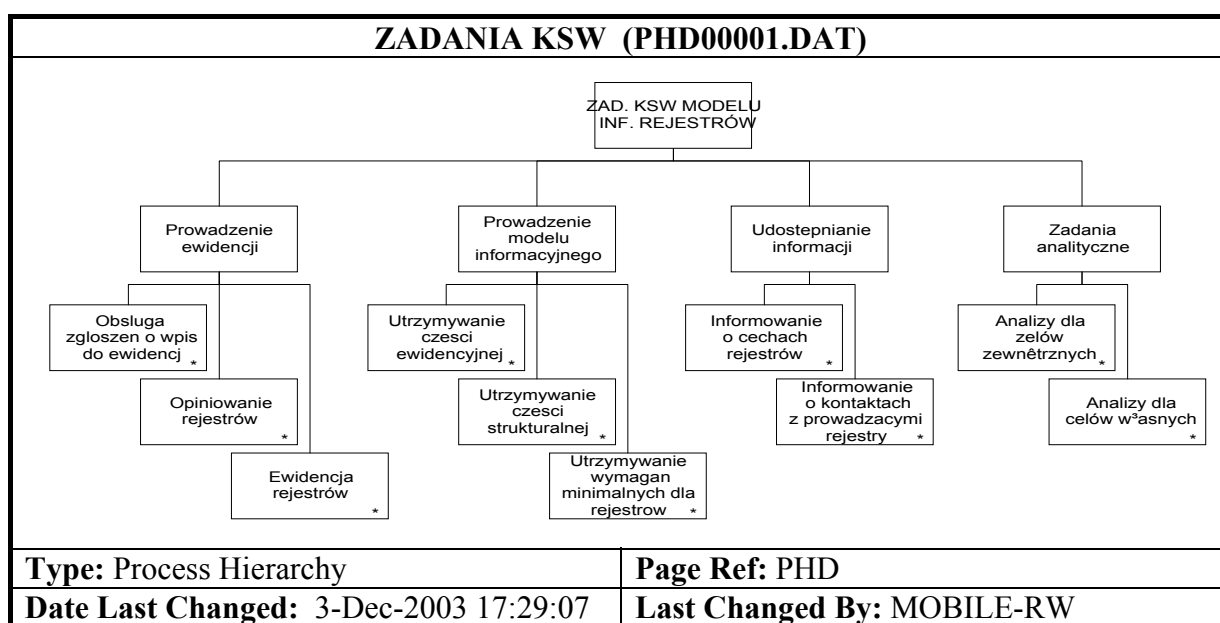 ZADANIA KSW (PHD00001.DAT)
ZAD. KSW MODELU
INF. REJESTRÓW
Prowadzenie
ewidencji
Prowadzenie
modelu
informacyjnego
Udostepnianie
informacji
Zadania
analityczne
Obsluga
zgloszen o wpis
do ewidencj
*
Utrzymywanie
czesci
ewidencyjnej
*
Informowanie
o cechach
rejestrów
*
Analizy dla
zelów
zewnêtrznych
*
Opiniowanie
rejestrów
*
Utrzymywanie
czesci
strukturalnej
*
Informowanie
o kontaktach
z prowadzacymi
rejestry
*
Analizy dla
celów w³asnych
*
Ewidencja
rejestrów
*
Utrzymywanie
wymagan
minimalnych dla
rejestrow
*
Type: Process Hierarchy
Page Ref: PHD
Date Last Changed: 3-Dec-2003 17:29:07
Last Changed By: MOBILE-RW